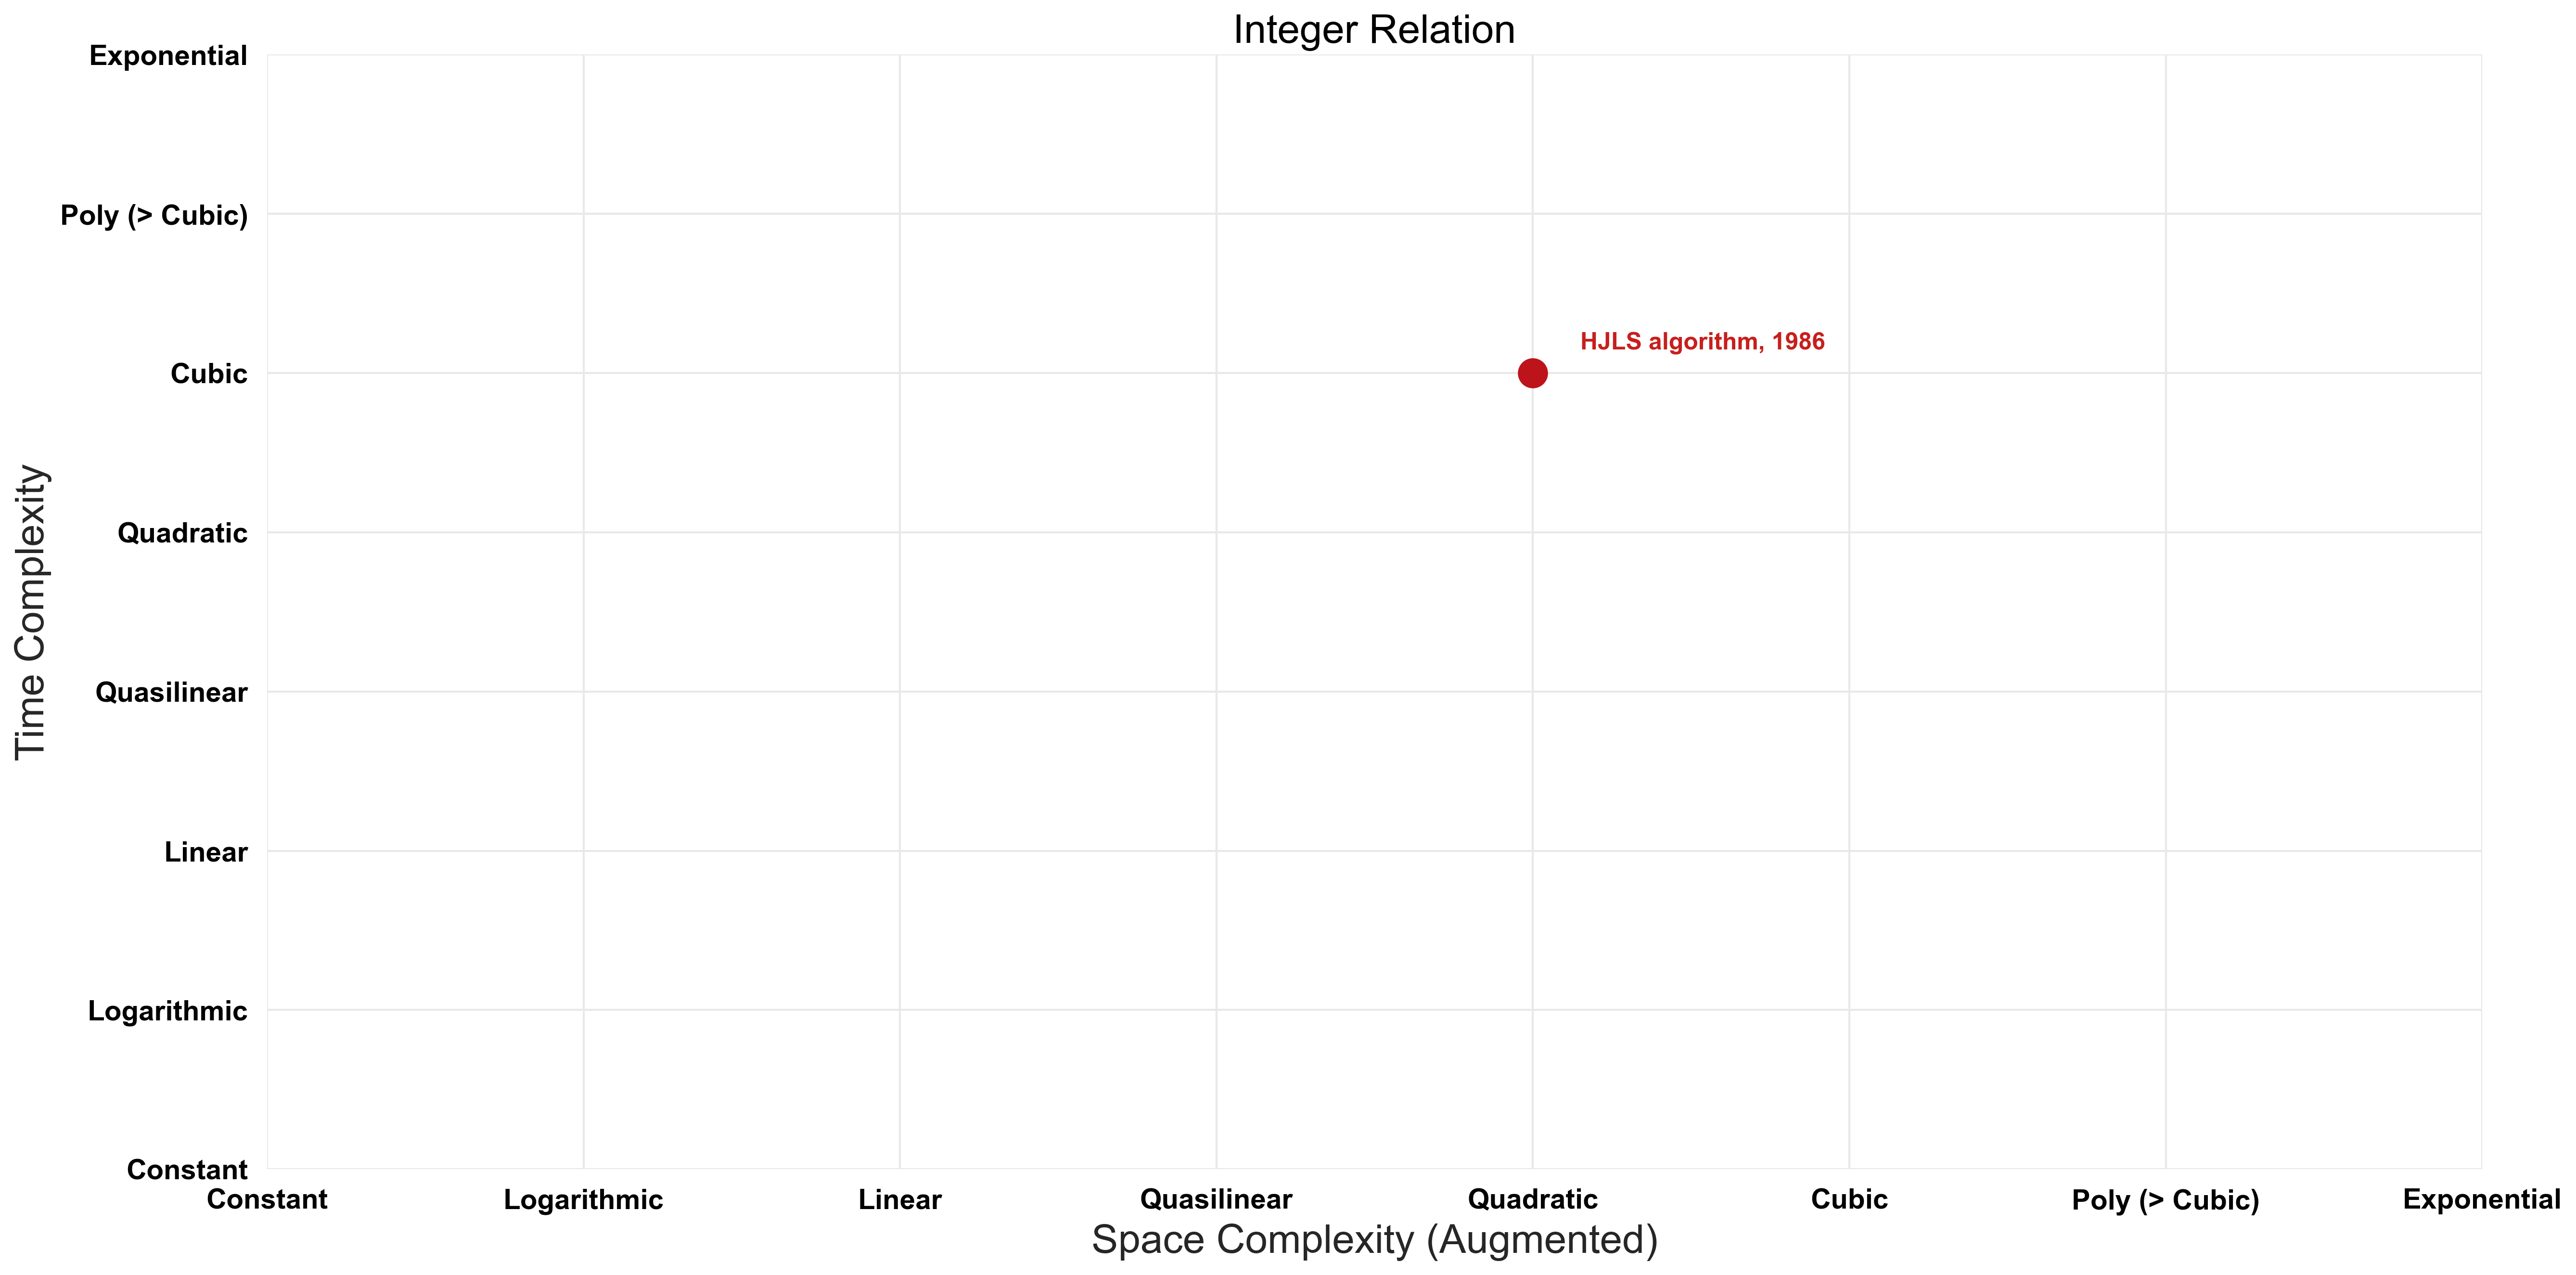 Integer Relation
Exponential
Poly (> Cubic)
Cubic
Quadratic
Quasilinear
Linear
Logarithmic
Constant
Time Complexity
HJLS algorithm, 1986
Constant Logarithmic Linear Quasilinear Quadratic Cubic Poly (> Cubic) Exponential
Space Complexity (Augmented)